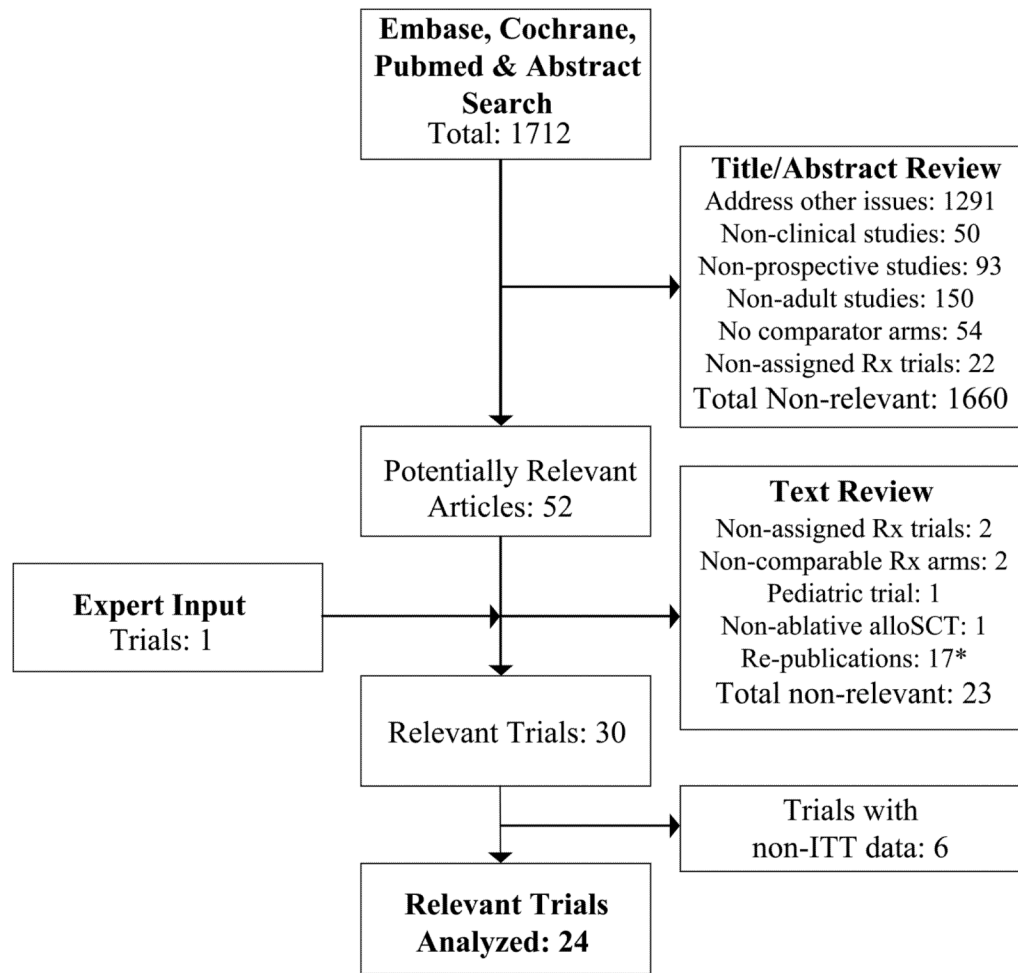 Embase, Cochrane,
Pubmed & Abstract
Search
Total: 1712
Title/Abstract Review
Address other issues: 1291
Non-clinical studies: 50
Non-prospective studies: 93
Non-adult studies: 150
No comparator arms: 54
Non-assigned Rx trials: 22
Total Non-relevant: 1660
Potentially Relevant
Articles: 52
Text Review
Non-assigned Rx trials: 2
Non-comparable Rx arms: 2
Pediatric trial: 1
Non-ablative alloSCT: 1
Re-publications: 17*
Total non-relevant: 23
Expert Input
Trials: 1
Relevant Trials: 30
Trials with
non-ITT data: 6
Relevant Trials
Analyzed: 24